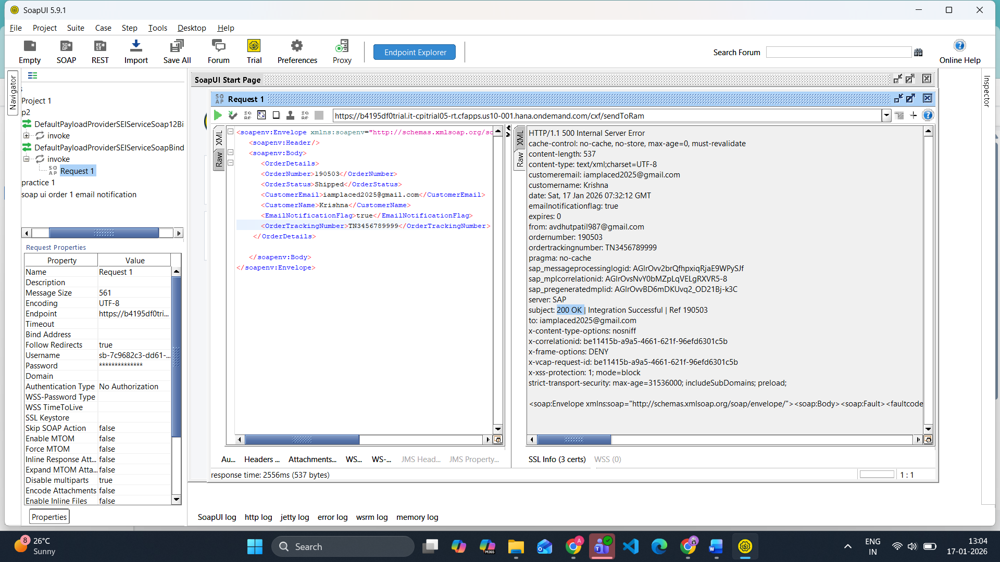 SoapUI 5.9.1
File Project Suite Case Step Tools Desktop Help
Empty SOAP REST Import Save All Forum Trial Preferences Proxy
Endpoint Explorer
Search Forum
Online Help
Navigator
Project 1
p2
DefaultPayloadProviderSEIServiceSoap12Bi
invoke
DefaultPayloadProviderSEIServiceSoapBind
invoke
SO AP Request 1
practice 1
soap ui order 1 email notification
Request Properties
Property Value
Name Request 1
Description
Message Size 561
Encoding UTF-8
Endpoint https://b4195df0tri...
Timeout
Bind Address
Follow Redirects true
Username sb-7c9682c3-dd61-...
Password **************
Domain
Authentication Type No Authorization
WSS-Password Type
WSS TimeToLive
SSL Keystore
Skip SOAP Action false
Enable MTOM false
Force MTOM false
Inline Response Att... false
Expand MTOM Atta... false
Disable multiparts true
Encode Attachments false
Enable Inline Files false
Properties
SoapUI Start Page
SO AP Request 1
https://b4195df0trial.it-cpitrial05-rt.cfapps.us10-001.hana.ondemand.com/cxf/sendToRam
XML
Raw
<soapenv:Envelope xmlns:soapenv="http://schemas.xmlsoap.org/so
<soapenv:Header/>
<soapenv:Body>
<OrderDetails>
<OrderNumber>190503</OrderNumber>
<OrderStatus>Shipped</OrderStatus>
<CustomerEmail>iamplaced2025@gmail.com</CustomerEmail>
<CustomerName>Krishna</CustomerName>
<EmailNotificationFlag>true</EmailNotificationFlag>
<OrderTrackingNumber>TN3456789999</OrderTrackingNumber>
</OrderDetails>
</soapenv:Body>
</soapenv:Envelope>
Au... Headers ... Attachments... WS... WS-... JMS Head... JMS Property...
response time: 2556ms (537 bytes)
XML
Raw
HTTP/1.1 500 Internal Server Error
cache-control: no-cache, no-store, max-age=0, must-revalidate
content-length: 537
content-type: text/xml;charset=UTF-8
customeremail: iamplaced2025@gmail.com
customername: Krishna
date: Sat, 17 Jan 2026 07:32:12 GMT
emailnotificationflag: true
expires: 0
from: avdhutpatil987@gmail.com
ordernumber: 190503
ordertrackingnumber: TN3456789999
pragma: no-cache
sap_messageprocessinglogid: AGlrOvv2brQfhpxiqRjaE9WPySJf
sap_mplcorrelationid: AGlrOvsNvY0bMZpLqVELgRXVR5-8
sap_pregeneratedmplid: AGlrOvvBD6mDKUvq2_OD21Bj-k3C
server: SAP
subject: 200 OK | Integration Successful | Ref 190503
to: iamplaced2025@gmail.com
x-content-type-options: nosniff
x-correlationid: be11415b-a9a5-4661-621f-96efd6301c5b
x-frame-options: DENY
x-vcap-request-id: be11415b-a9a5-4661-621f-96efd6301c5b
x-xss-protection: 1; mode=block
strict-transport-security: max-age=31536000; includeSubDomains; preload;
<soap:Envelope xmlns:soap="http://schemas.xmlsoap.org/soap/envelope/"><soap:Body><soap:Fault><faultcode
SSL Info (3 certs) WSS (0)
1 : 1
Inspector
SoapUI log http log jetty log error log wsrm log memory log
8
26°C
Sunny
Search
M365
A
ENG
IN
13:04
17-01-2026